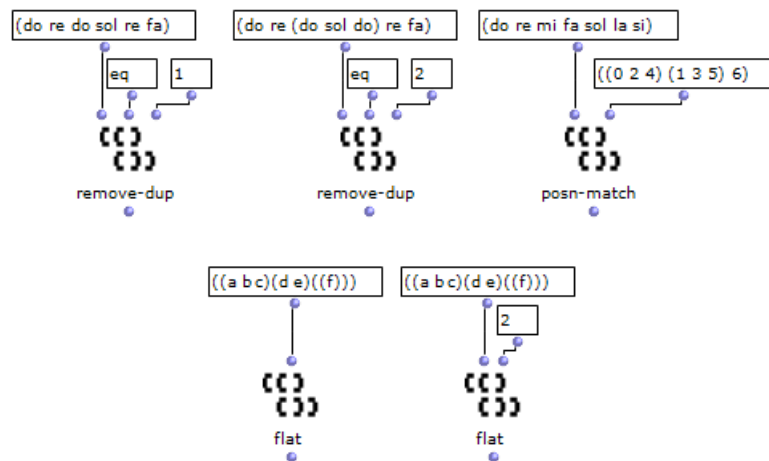 (do re do sol re fa)
(do re (do sol do) re fa)
(do re mi fa sol la si)
eq
1
eq
2
((0 2 4) (1 3 5) 6)
remove-dup
remove-dup
posn-match
((a b c)(d e)((f)))
((a b c)(d e)((f)))
2
flat
flat